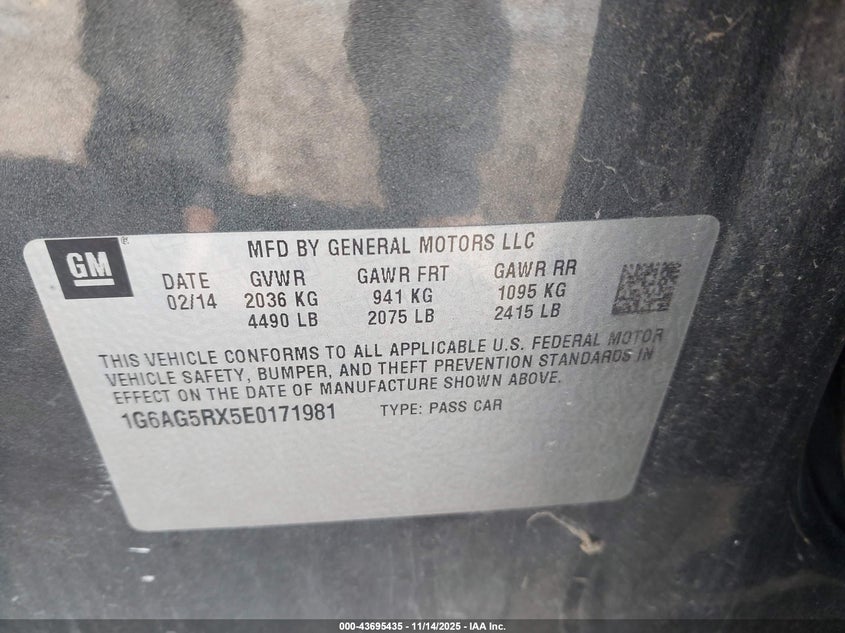 GM®
MFD BY GENERAL MOTORS LLC
DATE GVWR GAWR FRT GAWR RR
02/14 2036 KG 941 KG 1095 KG
4490 LB 2075 LB 2415 LB
THIS VEHICLE CONFORMS TO ALL APPLICABLE U.S. FEDERAL MOTOR
VEHICLE SAFETY, BUMPER, AND THEFT PREVENTION STANDARDS IN
EFFECT ON THE DATE OF MANUFACTURE SHOWN ABOVE.
1G6AG5RX5E0171981 TYPE: PASS CAR
000-43695435 - 11/14/2025 - IAA Inc.